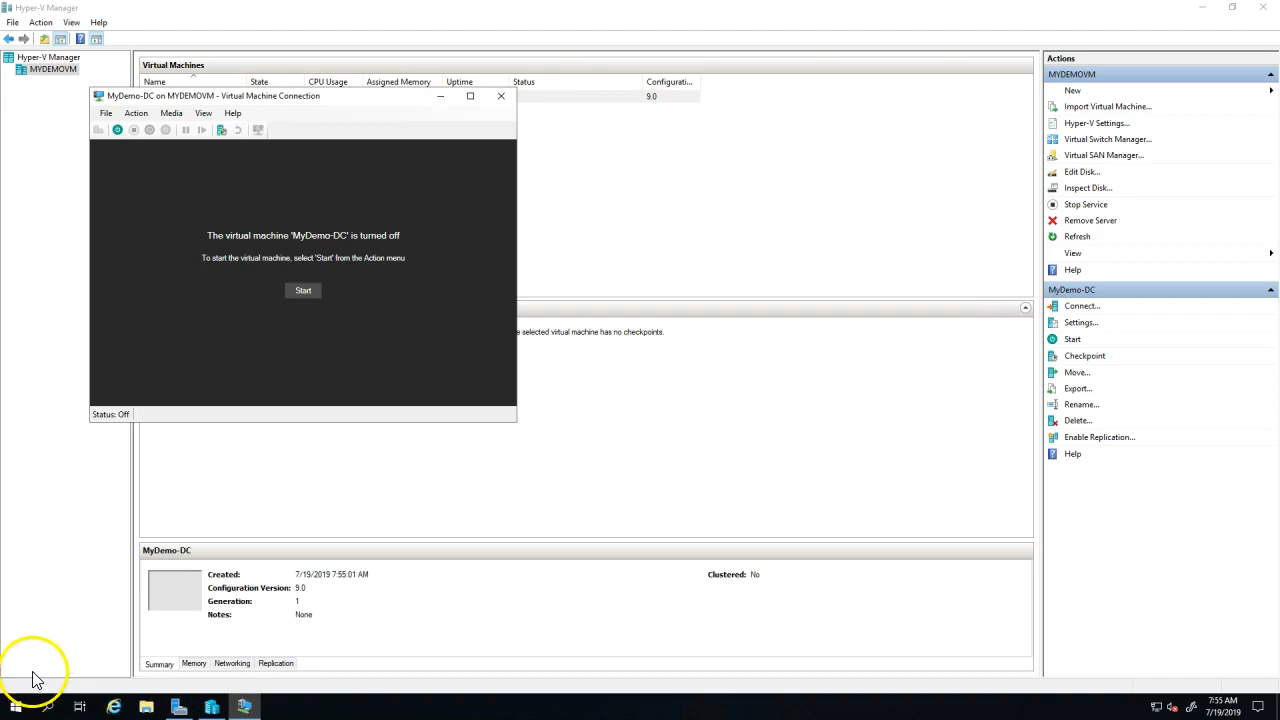 Hyper-V Manager
File Action View Help
Hyper-V Manager
MYDEMOVM
Virtual Machines
Name State CPU Usage Assigned Memory Uptime Status Configurati...
9.0
MyDemo-DC on MYDEMOVM - Virtual Machine Connection
File Action Media View Help
The virtual machine 'MyDemo-DC' is turned off
To start the virtual machine, select 'Start' from the Action menu
Start
Status: Off
e selected virtual machine has no checkpoints.
MyDemo-DC
Created: 7/19/2019 7:55:01 AM Clustered: No
Configuration Version: 9.0
Generation: 1
Notes: None
Summary Memory Networking Replication
Actions
MYDEMOVM
New
Import Virtual Machine...
Hyper-V Settings...
Virtual Switch Manager...
Virtual SAN Manager...
Edit Disk...
Inspect Disk...
Stop Service
Remove Server
Refresh
View
Help
MyDemo-DC
Connect...
Settings...
Start
Checkpoint
Move...
Export...
Rename...
Delete...
Enable Replication...
Help
7:55 AM
7/19/2019